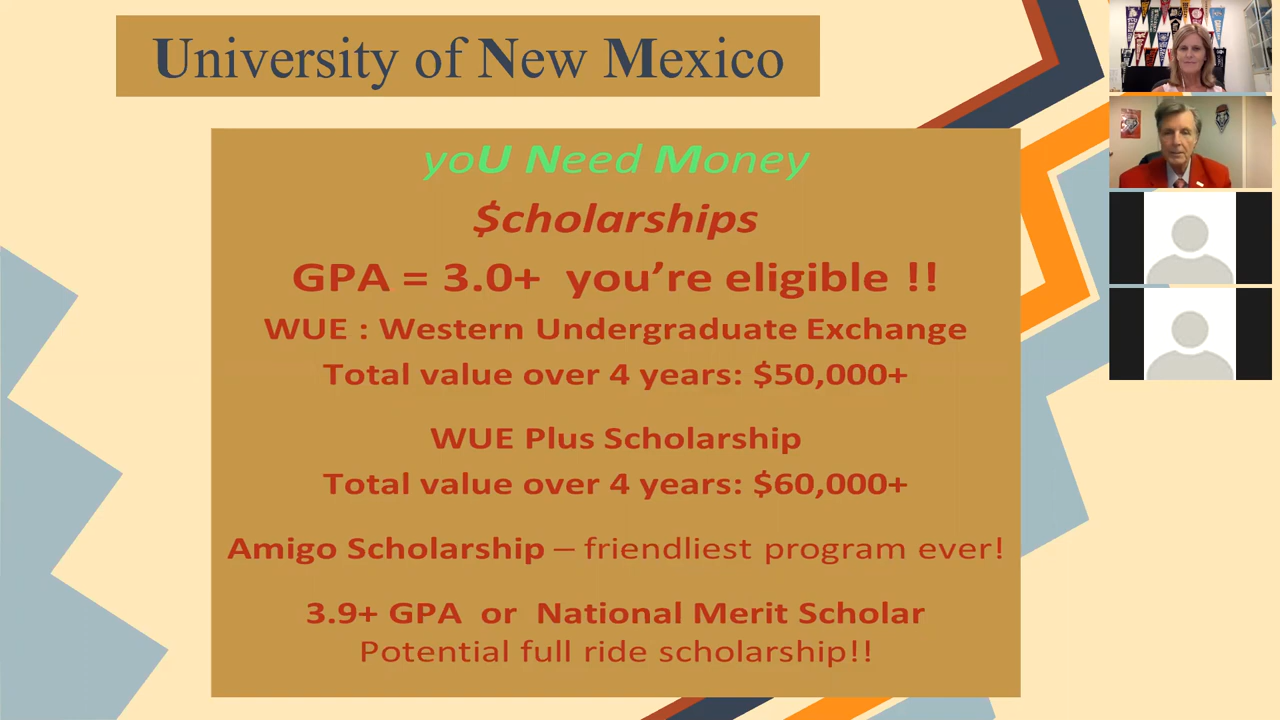 University of New Mexico
yoU Need Money
$cholarships
GPA = 3.0+ you’re eligible !!
WUE : Western Undergraduate Exchange
Total value over 4 years: $50,000+
WUE Plus Scholarship
Total value over 4 years: $60,000+
Amigo Scholarship – friendliest program ever!
3.9+ GPA or National Merit Scholar
Potential full ride scholarship!!